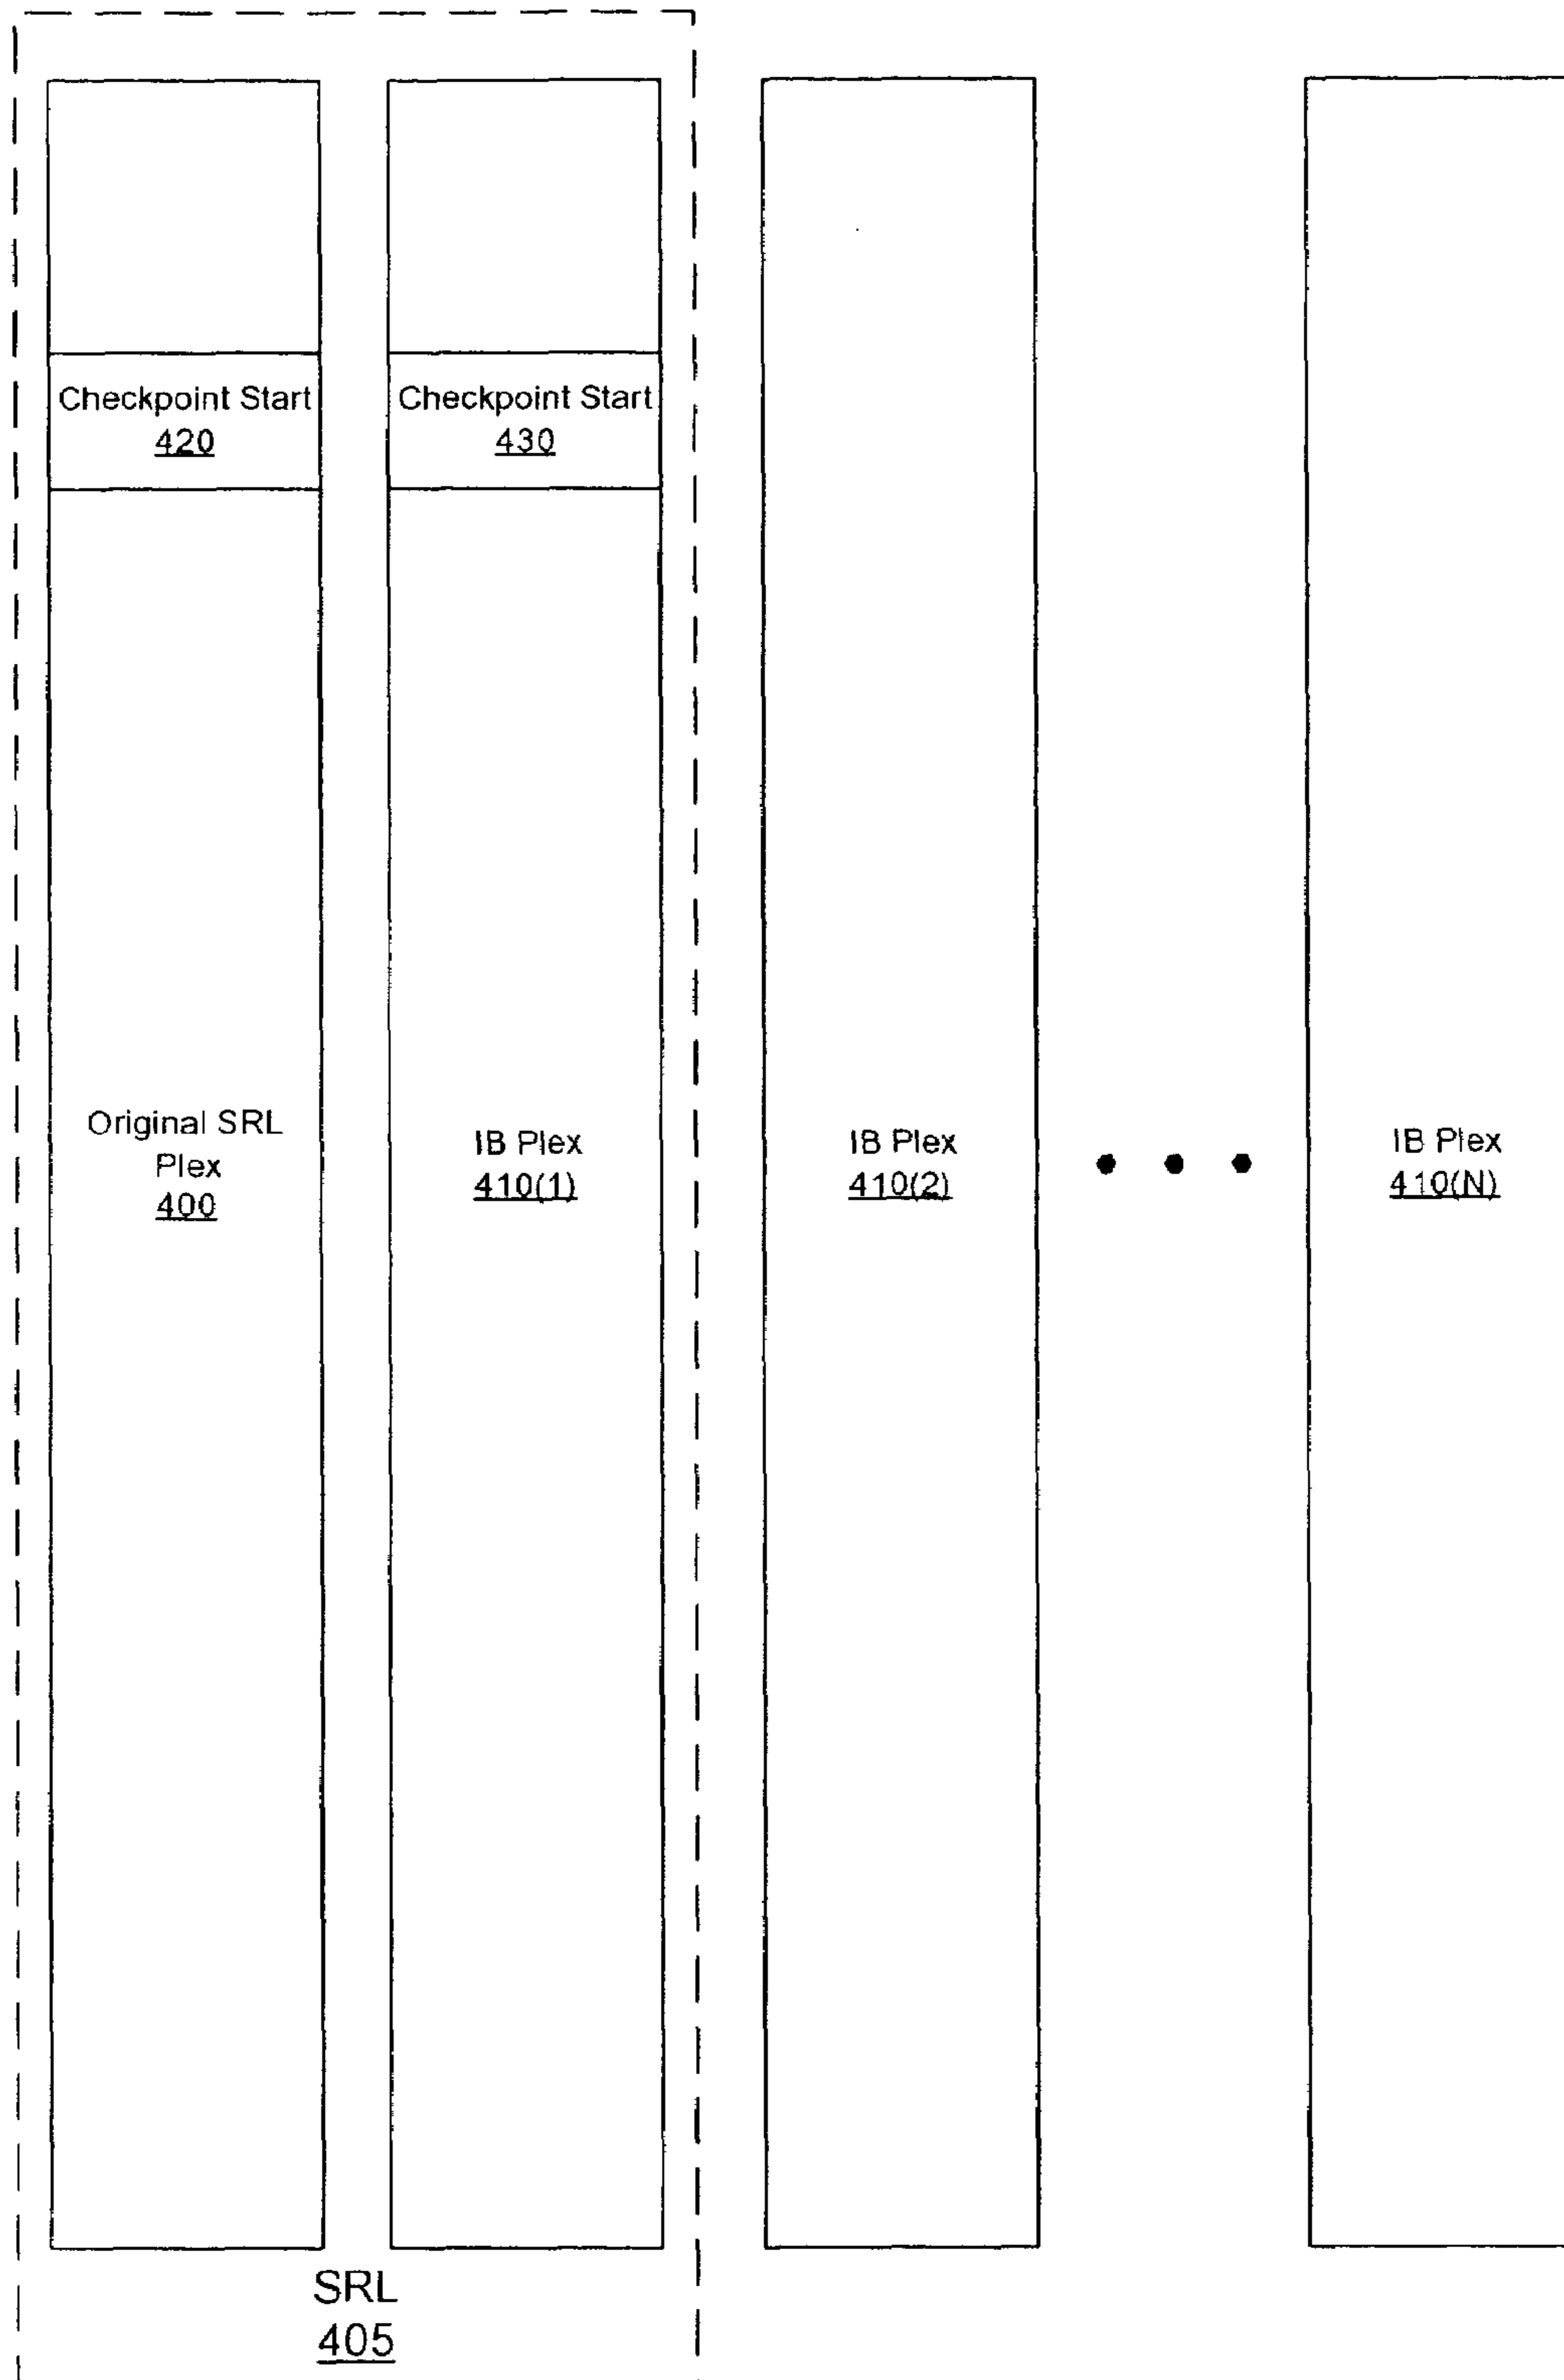 Checkpoint Start
420
Checkpoint Start
430
Original SRL
Plex
400
IB Plex
410(1)
IB Plex
410(2)
IB Plex
410(N)
SRL
405